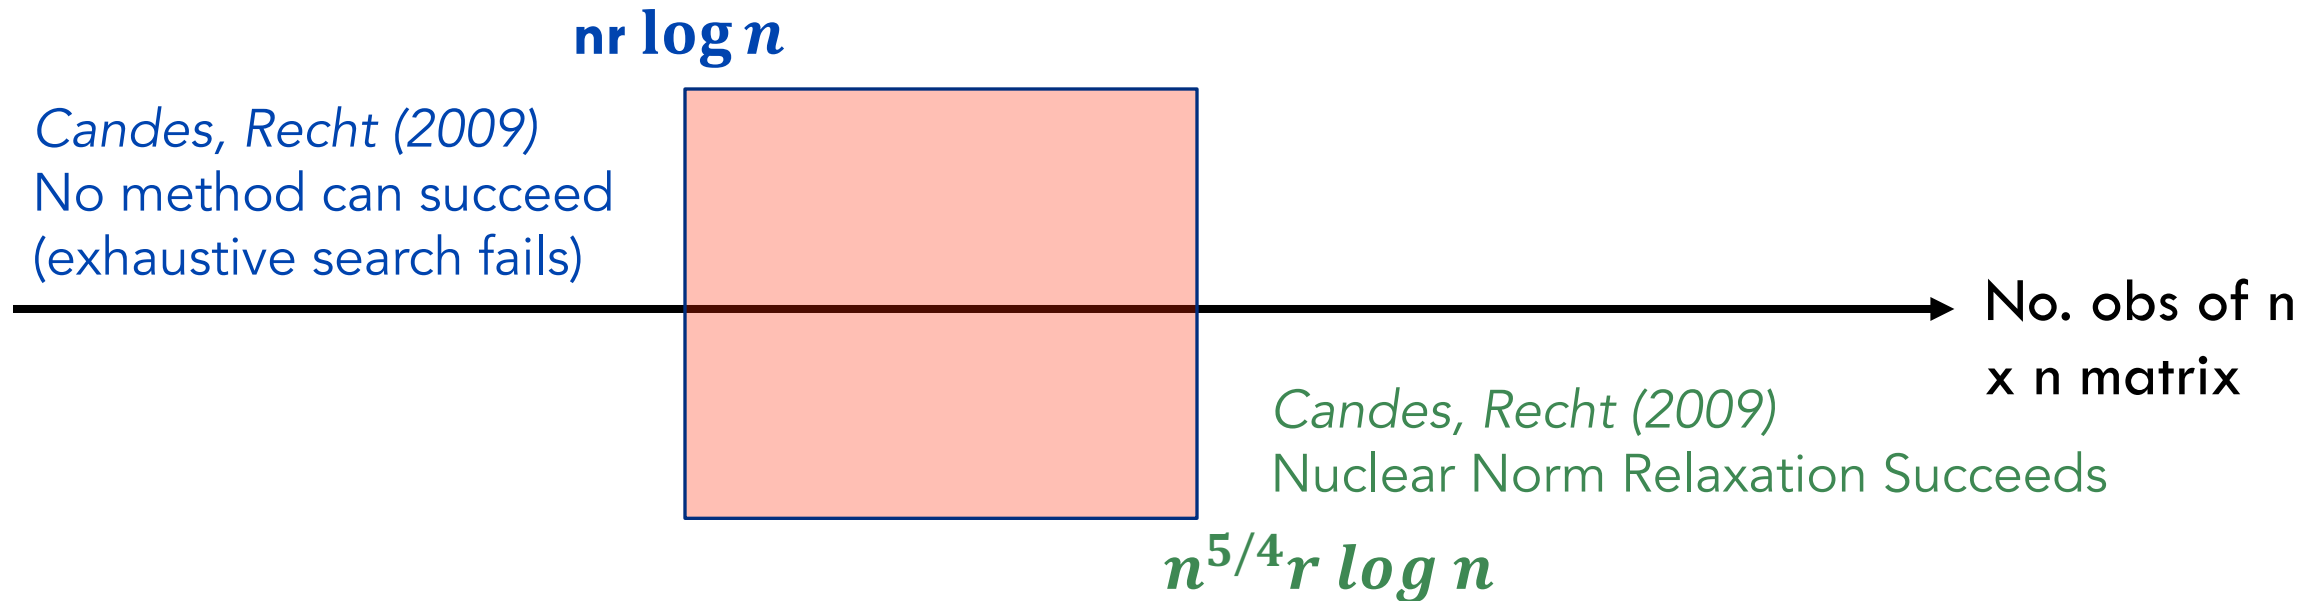 nr log n
Candes, Recht (2009)
No method can succeed
(exhaustive search fails)
No. obs of n
x n matrix
Candes, Recht (2009)
Nuclear Norm Relaxation Succeeds
n^{5/4}r log n